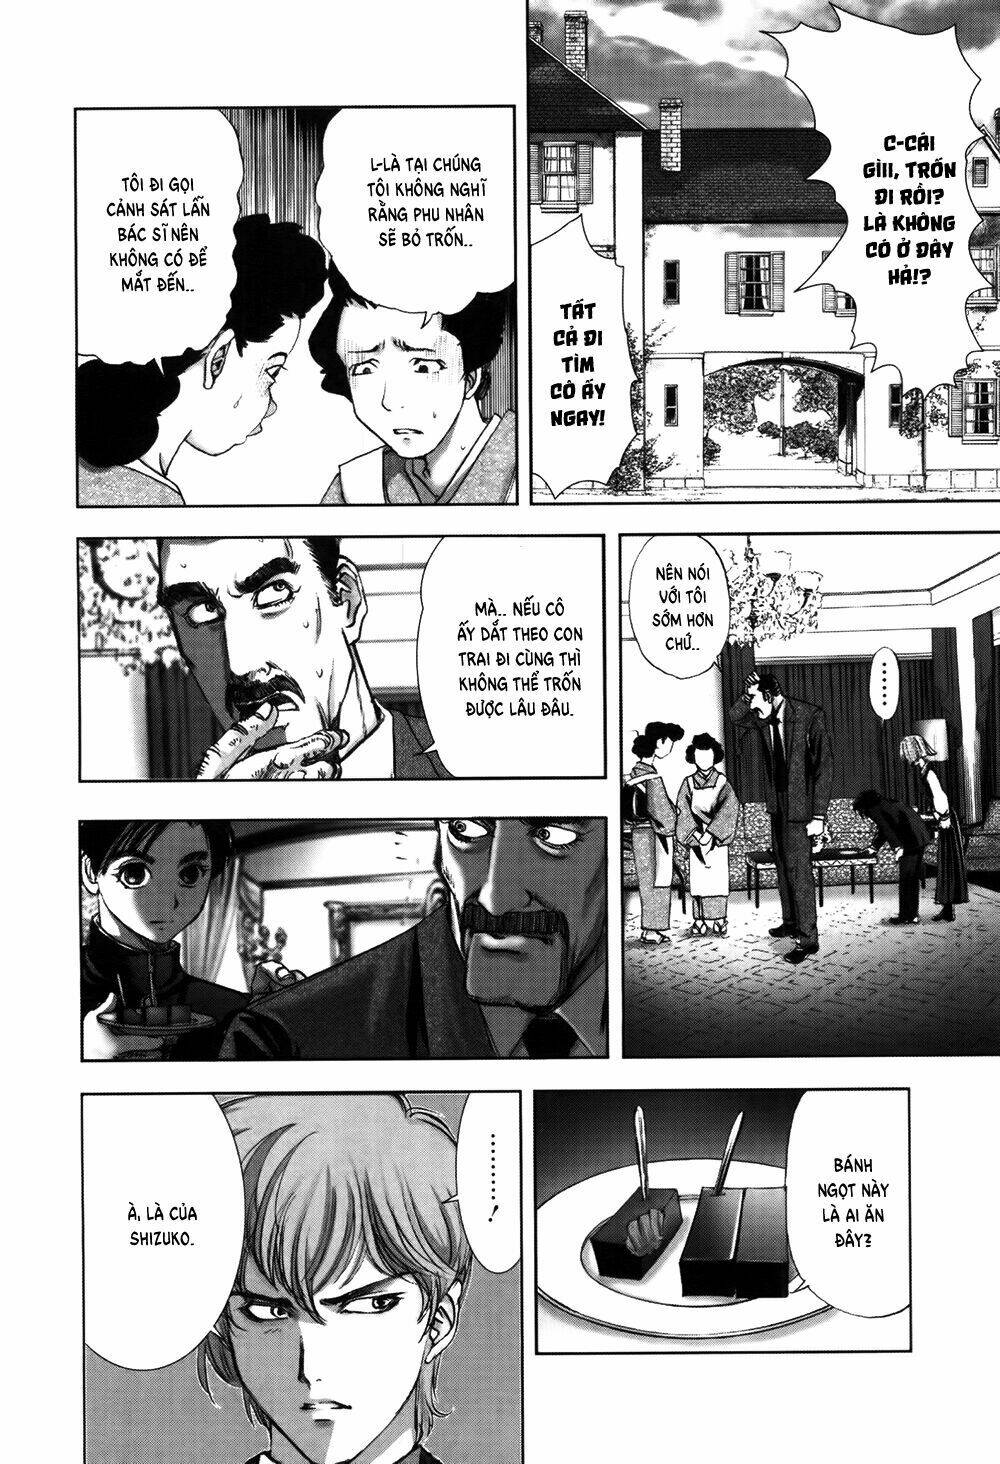 C-CÁI
GÌII, TRỐN
ĐI RỒI?
LÀ KHÔNG
CÓ Ở ĐÂY
HẢ!?
TẤT
CẢ ĐI
TÌM
CÔ ẤY
NGAY!
L-LÀ TẠI CHÚNG
TÔI KHÔNG NGHĨ
RẰNG PHU NHÂN
SẼ BỎ TRỐN..
TÔI ĐI GỌI
CẢNH SÁT LẪN
BÁC SĨ NÊN
KHÔNG CÓ ĐỂ
MẮT ĐẾN..
NÊN NÓI
VỚI TÔI
SỚM HƠN
CHỨ..
......
MÀ.. NẾU CÔ
ẤY DẮT THEO CON
TRAI ĐI CÙNG THÌ
KHÔNG THỂ TRỐN
ĐƯỢC LÂU ĐÂU.
BÁNH
NGỌT NÀY
LÀ AI ĂN
ĐÂY?
......!
À, LÀ CỦA
SHIZUKO.